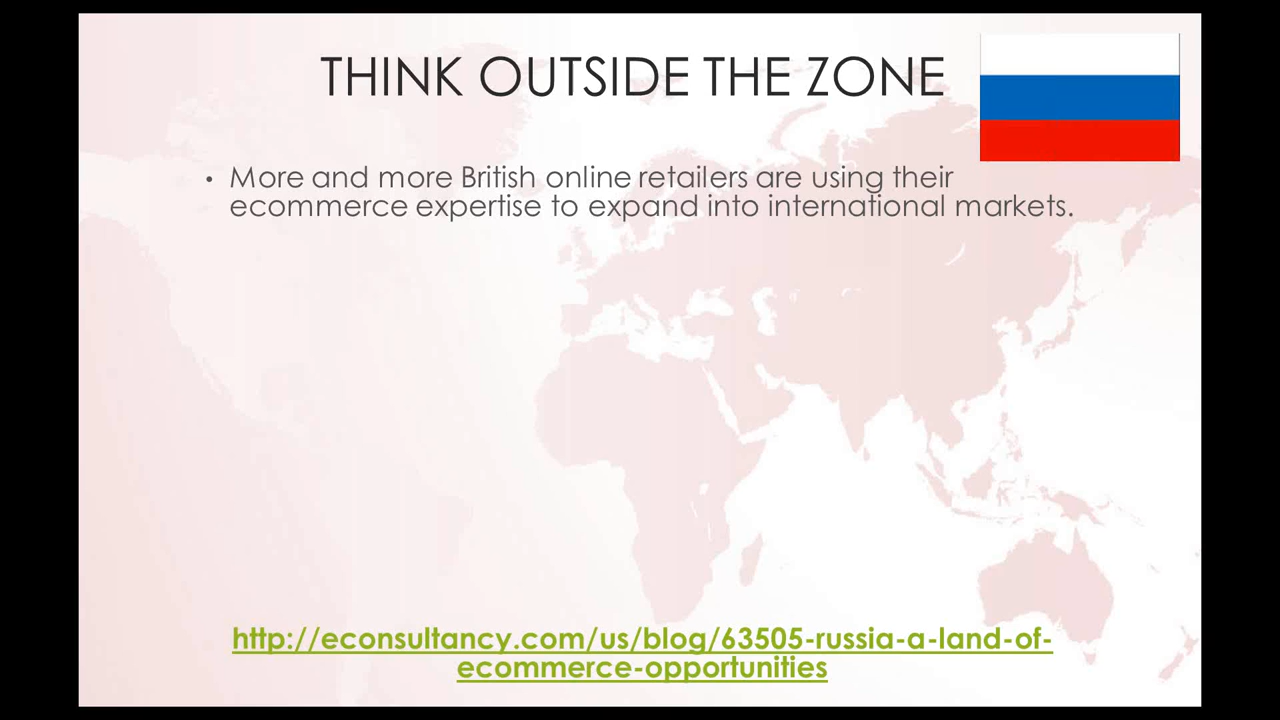 THINK OUTSIDE THE ZONE
• More and more British online retailers are using their
ecommerce expertise to expand into international markets.
http://econsultancy.com/us/blog/63505-russia-a-land-of-
ecommerce-opportunities